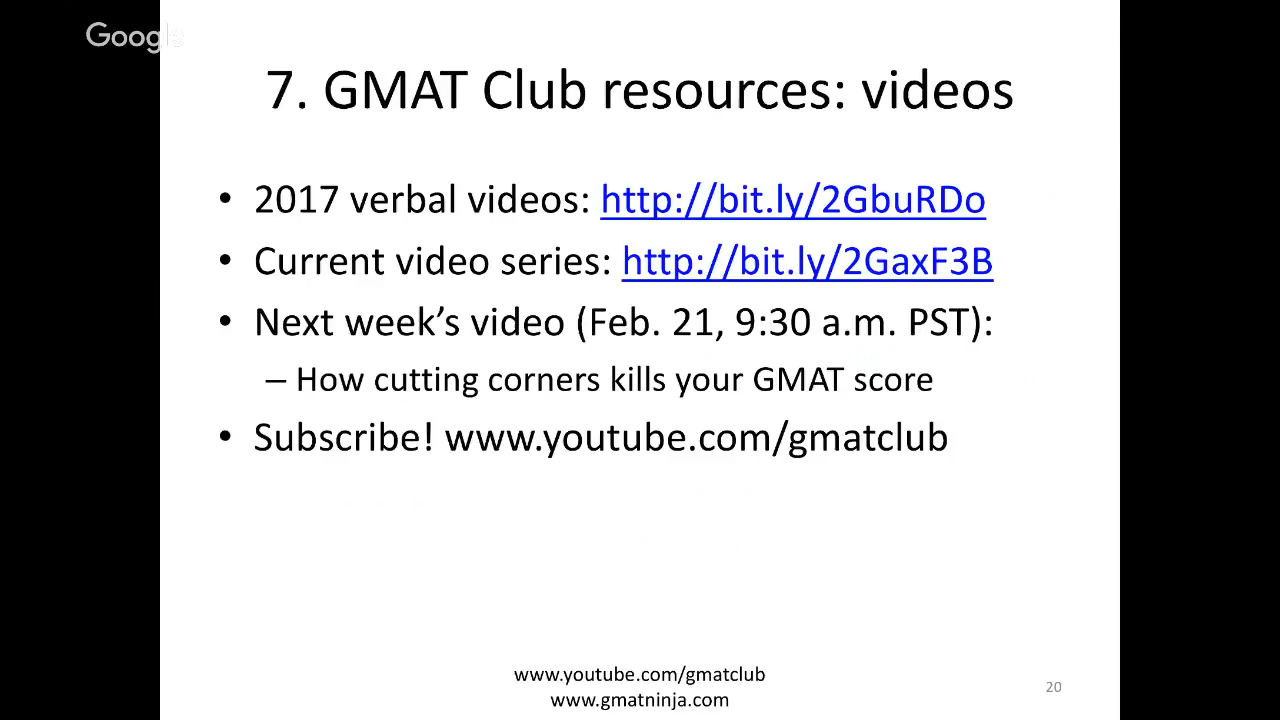 Google
7. GMAT Club resources: videos
• 2017 verbal videos: http://bit.ly/2GbuRDo
• Current video series: http://bit.ly/2GaxF3B
• Next week’s video (Feb. 21, 9:30 a.m. PST):
– How cutting corners kills your GMAT score
• Subscribe! www.youtube.com/gmatclub
www.youtube.com/gmatclub
www.gmatninja.com
20